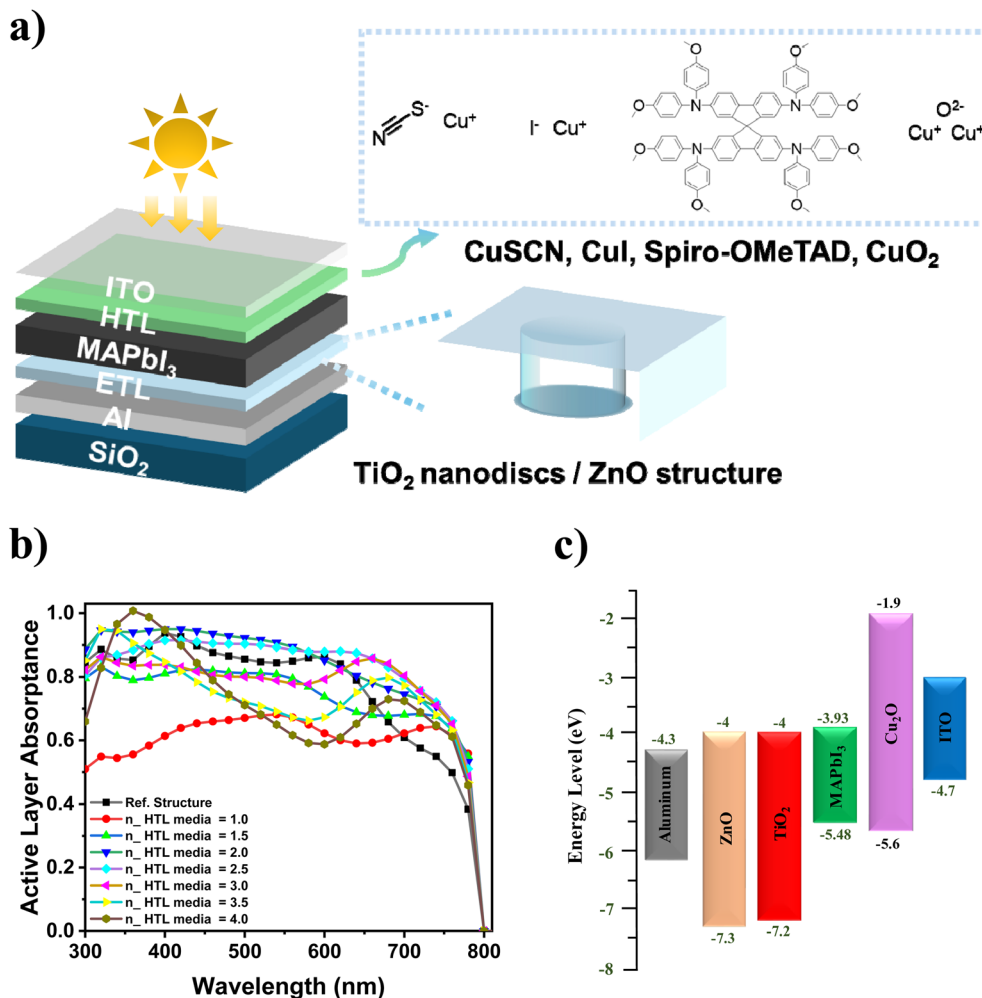 a)
N
S-
Cu+
I- Cu+
O
O
O
O
N
N
O
O
N
N
O
O
O2-
Cu+ Cu+
CuSCN, CuI, Spiro-OMeTAD, CuO2
ITO
HTL
MAPbI3
ETL
Al
SiO2
TiO2 nanodiscs / ZnO structure
b)
Active Layer Absorptance
1.0
0.8
0.6
0.4
0.2
0.0
Ref. Structure
n_ HTL media = 1.0
n_ HTL media = 1.5
n_ HTL media = 2.0
n_ HTL media = 2.5
n_ HTL media = 3.0
n_ HTL media = 3.5
n_ HTL media = 4.0
300 400 500 600 700 800
Wavelength (nm)
c)
Energy Level (eV)
-2
-3
-4
-5
-6
-7
-8
-4.3
Aluminum
-4
ZnO
-7.3
-4
TiO2
-7.2
-3.93
MAPbI3
-5.48
-1.9
Cu2O
-5.6
ITO
-4.7